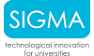 SIGMA
technological innovation
for universities